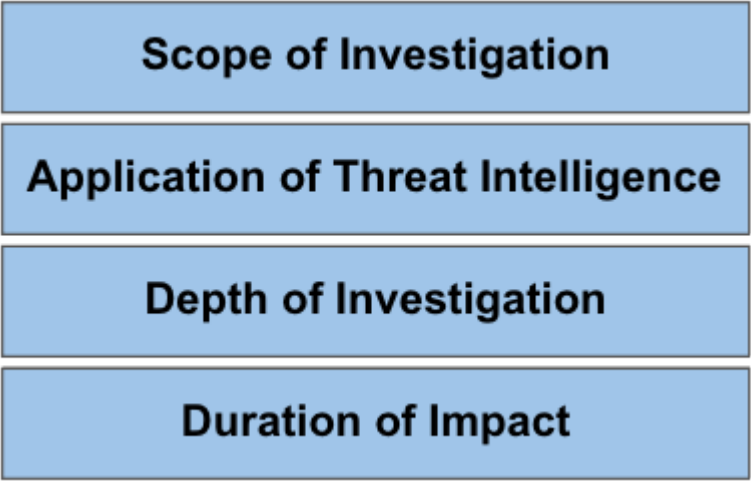 Scope of Investigation
Application of Threat Intelligence
Depth of Investigation
Duration of Impact